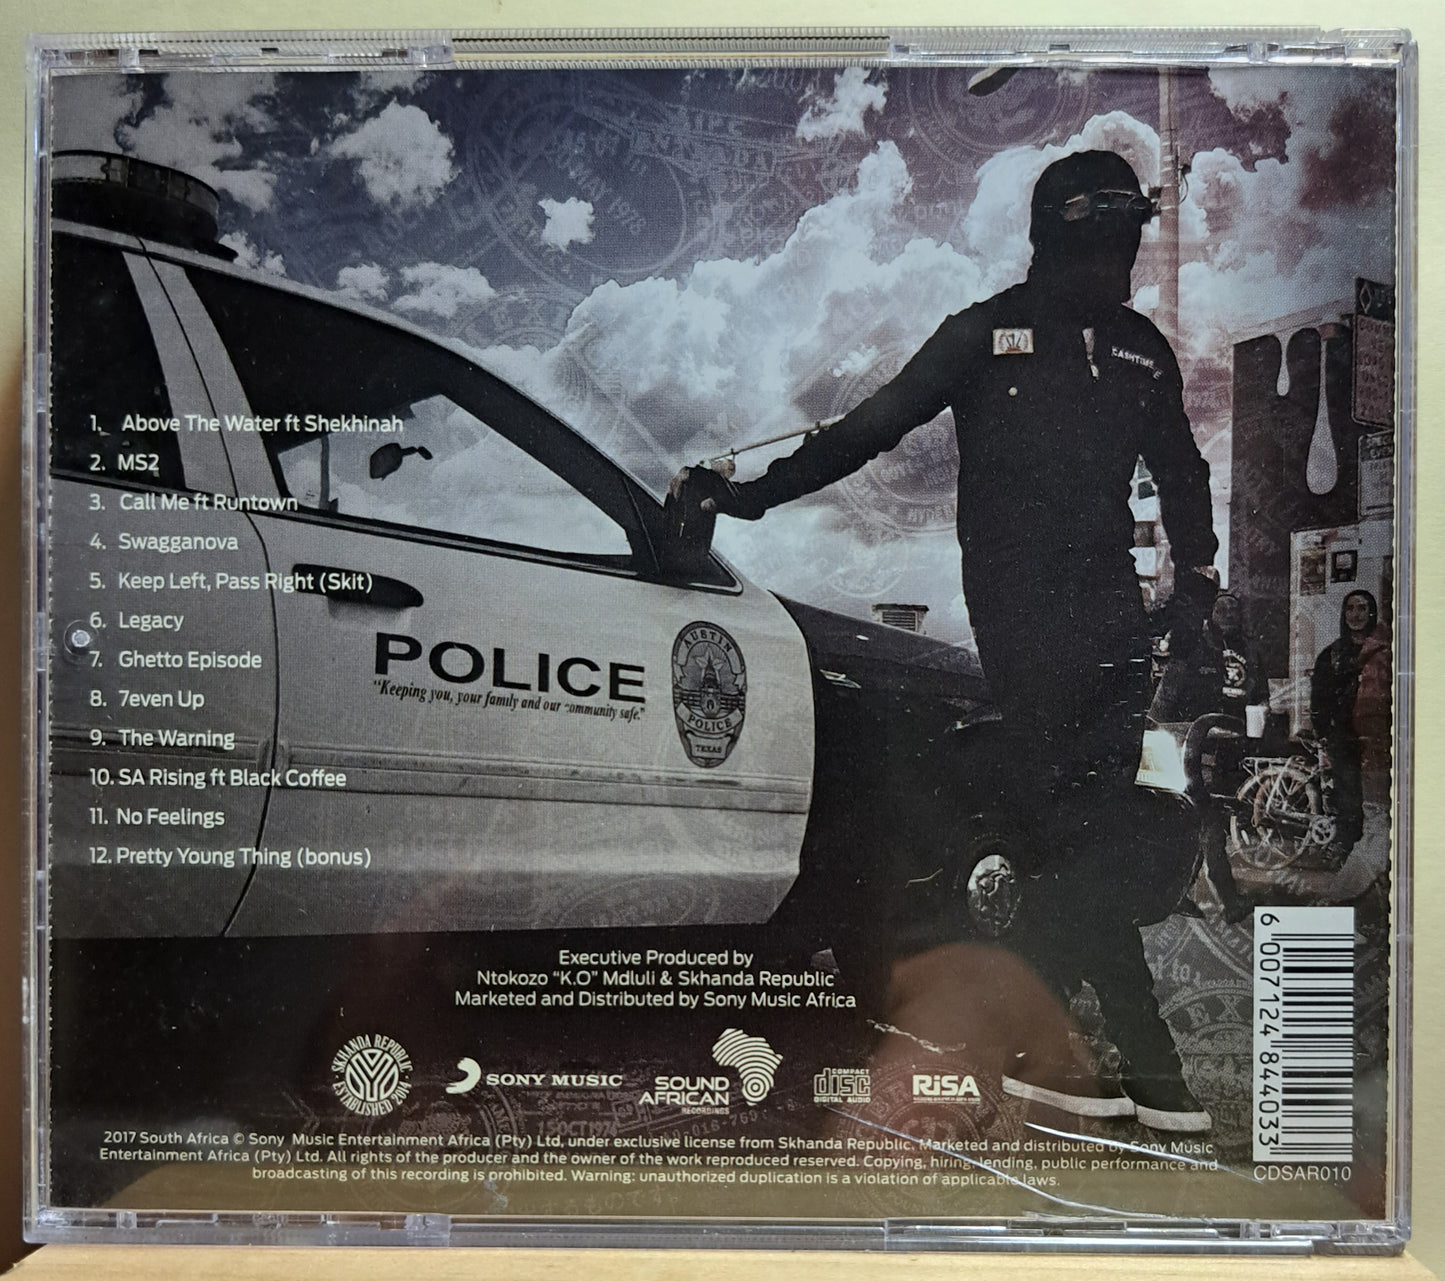 1. Above The Water ft Shekhinah
2. MS2
3. Call Me ft Runtown
4. Swagganova
5. Keep Left, Pass Right (Skit)
6. Legacy
7. Ghetto Episode
8. 7even Up
9. The Warning
10. SA Rising ft Black Coffee
11. No Feelings
12. Pretty Young Thing (bonus)
POLICE
"Keeping you, your family and our community safe."
AUSTIN
POLICE
TEXAS
CASHTIME
Executive Produced by
Ntokozo "K.O" Mdluli & Skhanda Republic
Marketed and Distributed by Sony Music Africa
SKHANDA REPUBLIC
ESTABLISHED 2014
SONY MUSIC
SOUND
AFRICAN
RECORDINGS
COMPACT
disc
DIGITAL AUDIO
RiSA
2017 South Africa © Sony Music Entertainment Africa (Pty) Ltd, under exclusive license from Skhanda Republic. Marketed and distributed by Sony Music
Entertainment Africa (Pty) Ltd. All rights of the producer and the owner of the work reproduced reserved. Copying, hiring, lending, public performance and
broadcasting of this recording is prohibited. Warning: unauthorized duplication is a violation of applicable laws.
6 007124 844033
CDSAR010